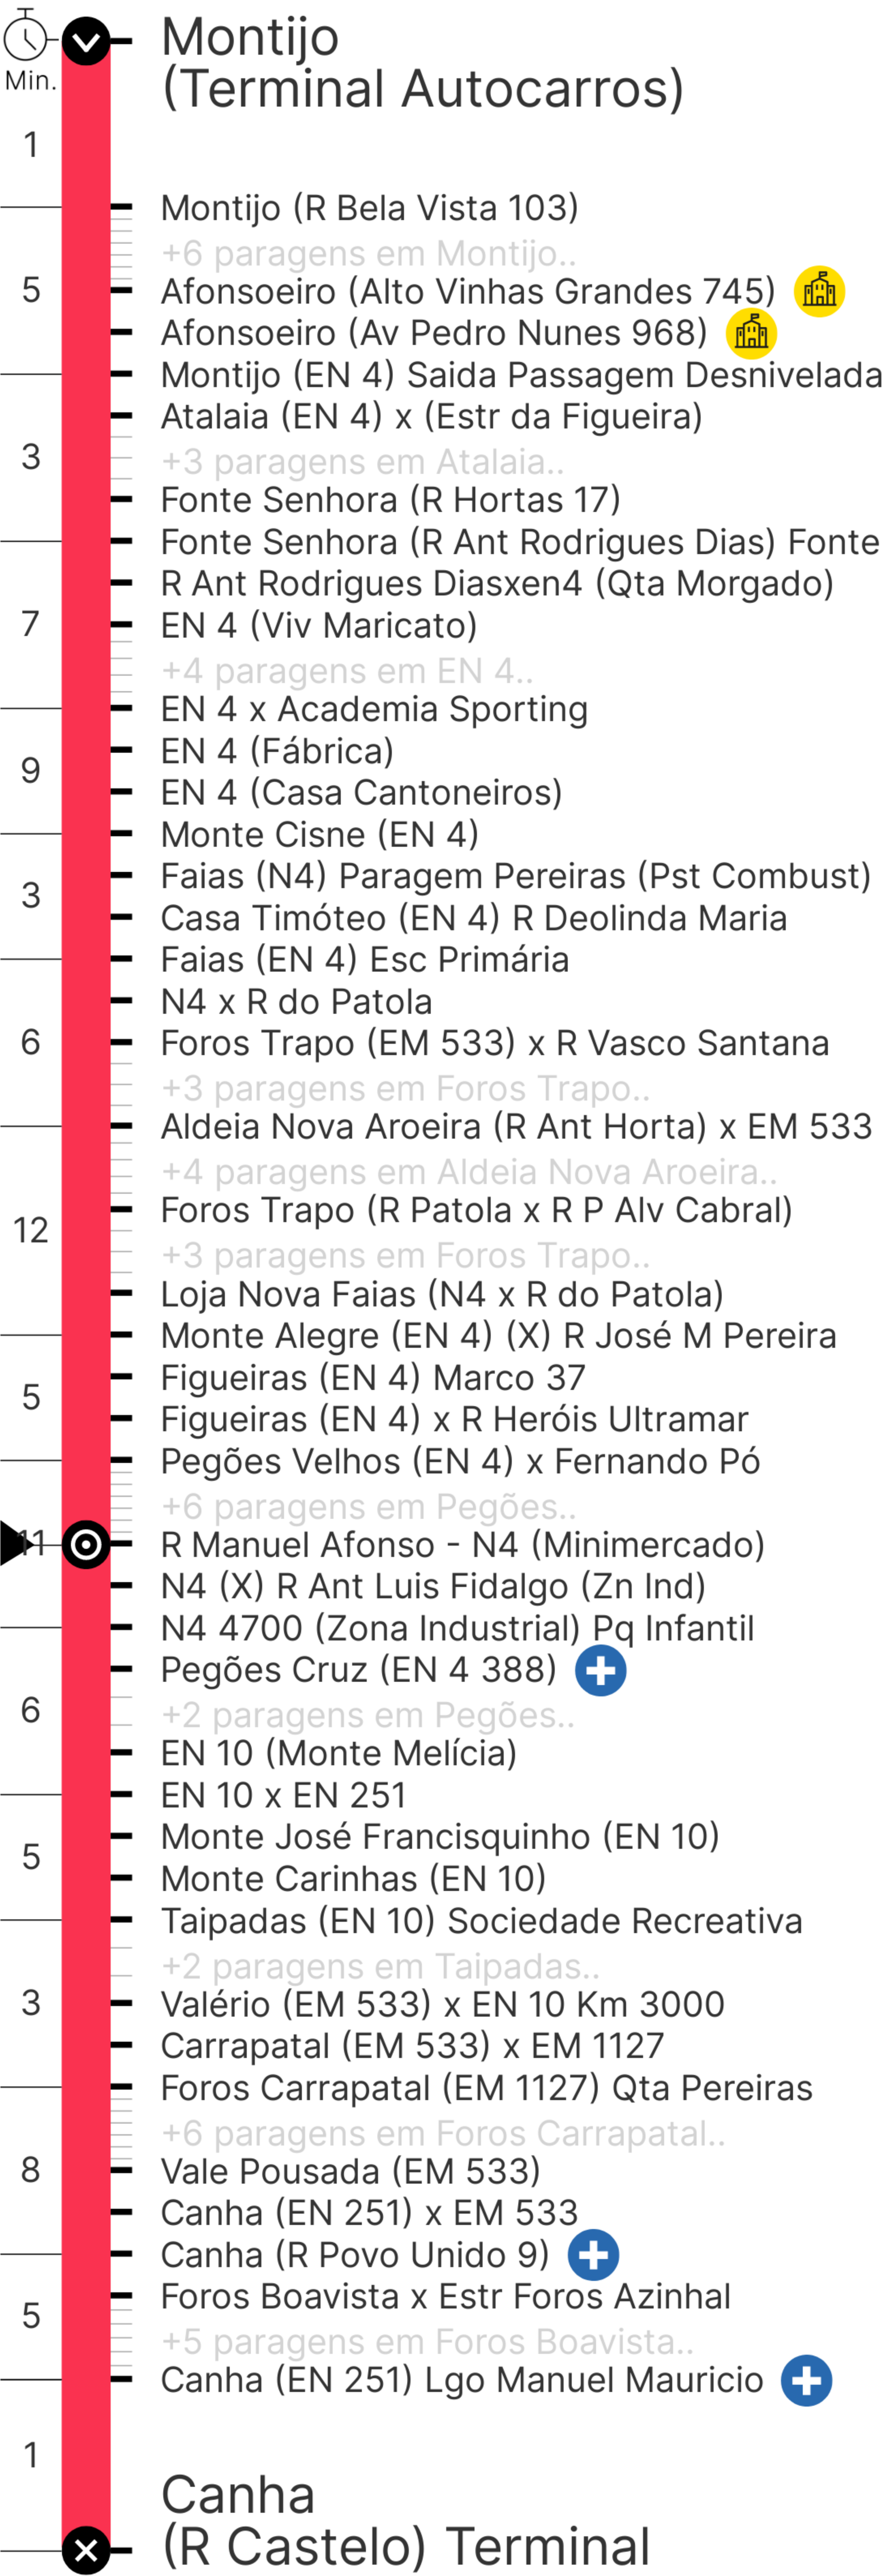 Montijo
(Terminal Autocarros)
Min.
1
Montijo (R Bela Vista 103)
+6 paragens em Montijo..
5
Afonsoeiro (Alto Vinhas Grandes 745)
Afonsoeiro (Av Pedro Nunes 968)
Montijo (EN 4) Saida Passagem Desnivelada
Atalaia (EN 4) x (Estr da Figueira)
3
+3 paragens em Atalaia..
Fonte Senhora (R Hortas 17)
Fonte Senhora (R Ant Rodrigues Dias) Fonte
R Ant Rodrigues Diasxen4 (Qta Morgado)
7
EN 4 (Viv Maricato)
+4 paragens em EN 4..
EN 4 x Academia Sporting
EN 4 (Fábrica)
9
EN 4 (Casa Cantoneiros)
Monte Cisne (EN 4)
Faias (N4) Paragem Pereiras (Pst Combust)
3
Casa Timóteo (EN 4) R Deolinda Maria
Faias (EN 4) Esc Primária
N4 x R do Patola
6
Foros Trapo (EM 533) x R Vasco Santana
+3 paragens em Foros Trapo..
Aldeia Nova Aroeira (R Ant Horta) x EM 533
+4 paragens em Aldeia Nova Aroeira..
Foros Trapo (R Patola x R P Alv Cabral)
12
+3 paragens em Foros Trapo..
Loja Nova Faias (N4 x R do Patola)
Monte Alegre (EN 4) (X) R José M Pereira
Figueiras (EN 4) Marco 37
5
Figueiras (EN 4) x R Heróis Ultramar
Pegões Velhos (EN 4) x Fernando Pó
+6 paragens em Pegões..
11
R Manuel Afonso - N4 (Minimercado)
N4 (X) R Ant Luis Fidalgo (Zn Ind)
N4 4700 (Zona Industrial) Pq Infantil
Pegões Cruz (EN 4 388)
6
+2 paragens em Pegões..
EN 10 (Monte Melícia)
EN 10 x EN 251
Monte José Francisquinho (EN 10)
5
Monte Carinhas (EN 10)
Taipadas (EN 10) Sociedade Recreativa
+2 paragens em Taipadas..
3
Valério (EM 533) x EN 10 Km 3000
Carrapatal (EM 533) x EM 1127
Foros Carrapatal (EM 1127) Qta Pereiras
+6 paragens em Foros Carrapatal..
8
Vale Pousada (EM 533)
Canha (EN 251) x EM 533
Canha (R Povo Unido 9)
Foros Boavista x Estr Foros Azinhal
5
+5 paragens em Foros Boavista..
Canha (EN 251) Lgo Manuel Mauricio
1
Canha
(R Castelo) Terminal